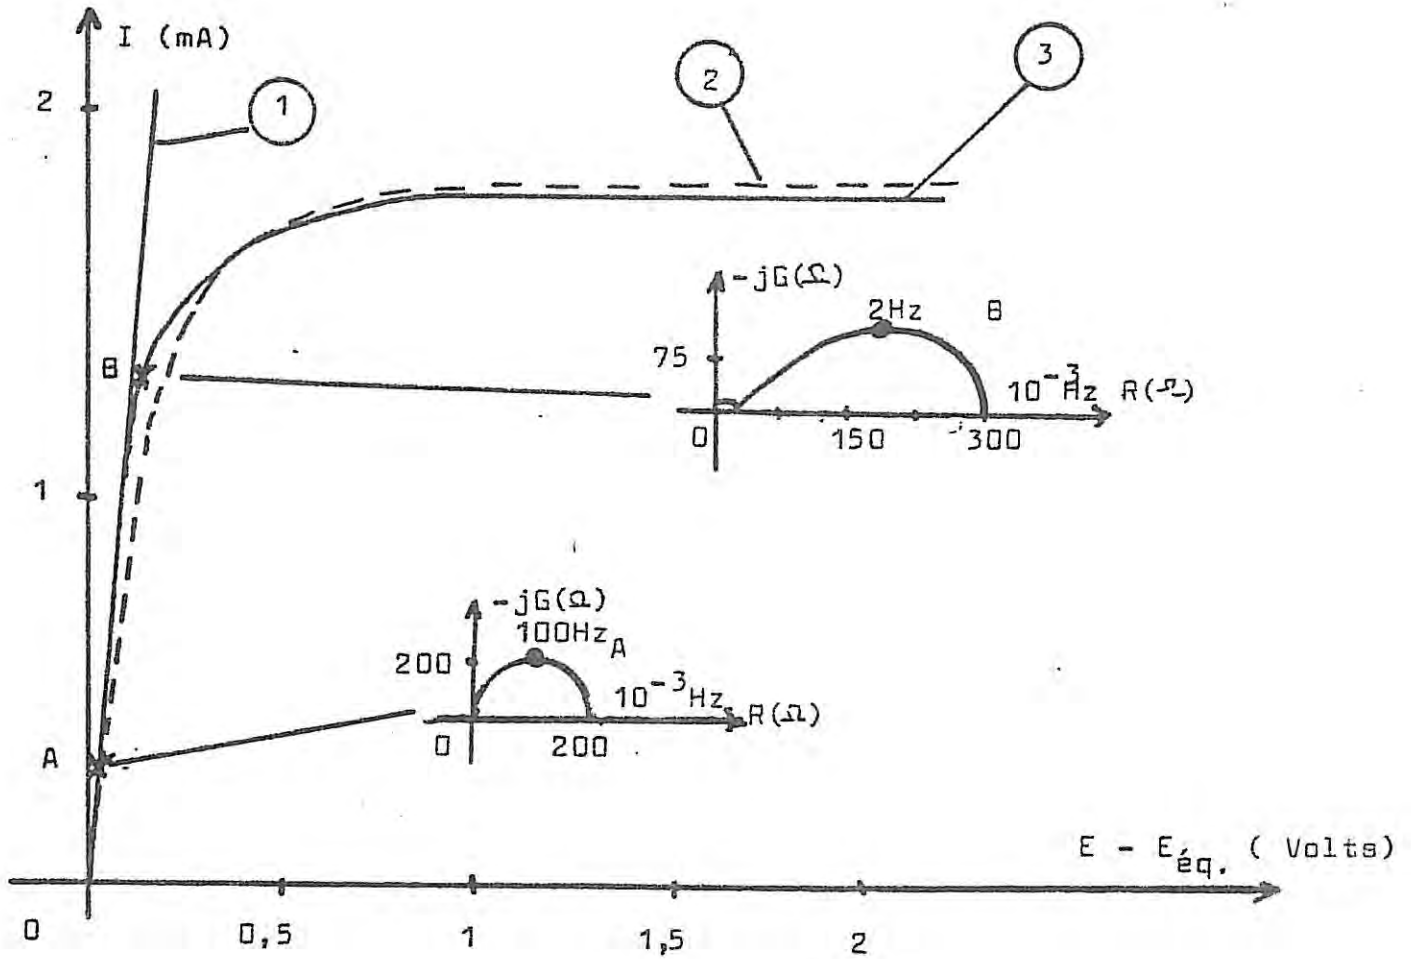 I (mA)
2
1
2
3
-jG(Ω)
2Hz
B
75
10⁻³Hz R(Ω)
0
150
300
B
1
-jG(Ω)
100Hz
A
200
10⁻³Hz
R(Ω)
0
200
A
E - Eéq. ( Volts)
0
0,5
1
1,5
2